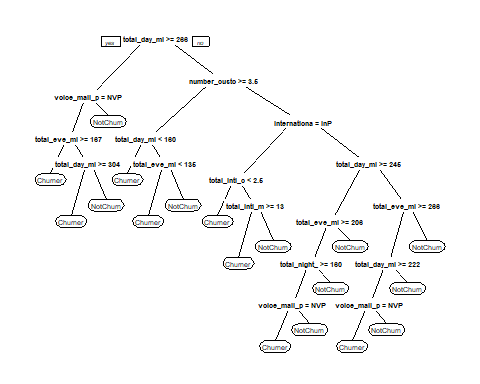 yes total_day_mi >= 266 no
number_custo >= 3.5
voice_mail_p = NVP
NotChurn internationa = inP
total_eve_mi >= 167 total_day_mi < 160
total_day_mi >= 304 total_eve_mi < 135 total_day_mi >= 245
Churner Churner total_intl_c < 2.5
NotChurn NotChurn total_intl_m >= 13 total_eve_mi >= 266
Churner Churner Churner total_eve_mi >= 206
NotChurn NotChurn NotChurn
Churner total_night_ >= 160 total_day_mi >= 222
NotChurn NotChurn
voice_mail_p = NVP voice_mail_p = NVP
NotChurn NotChurn
Churner Churner